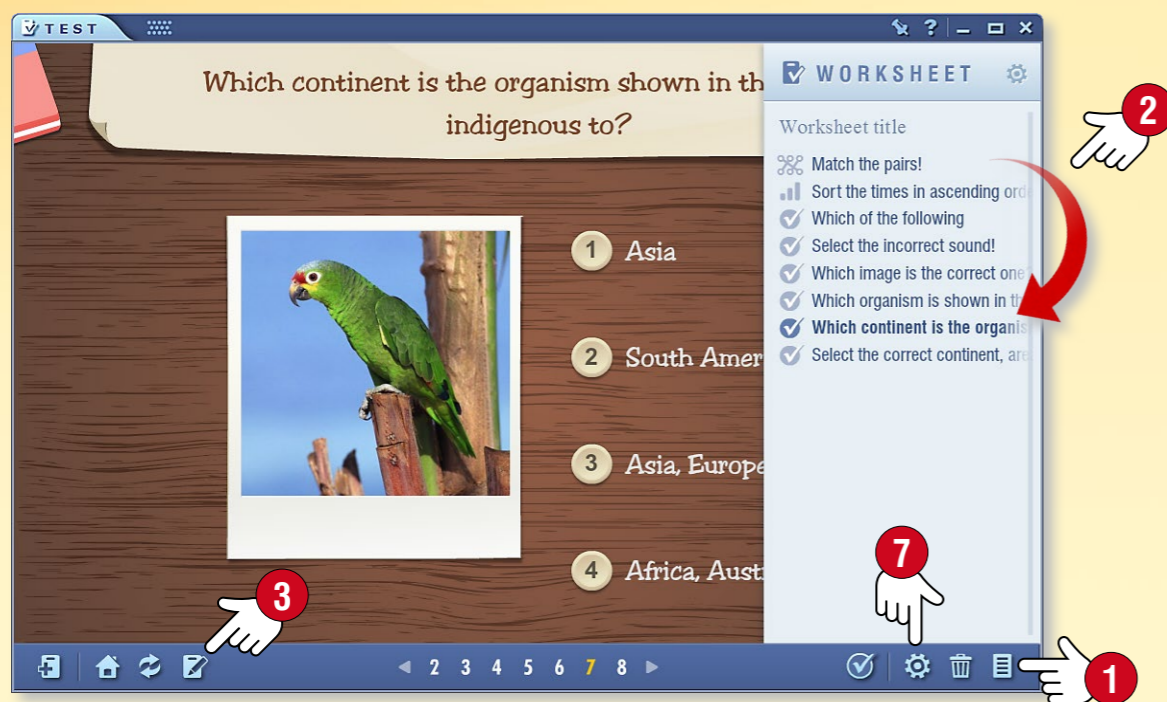 TEST
?
Which continent is the organism shown in th
indigenous to?
1 Asia
2 South Amer
3 Asia, Europe
4 Africa, Aust
WORKSHEET
Worksheet title
Match the pairs!
Sort the times in ascending orde
Which of the following
Select the incorrect sound!
Which image is the correct one
Which organism is shown in th
Which continent is the organis
Select the correct continent, are
2
7
3
2 3 4 5 6 7 8
1